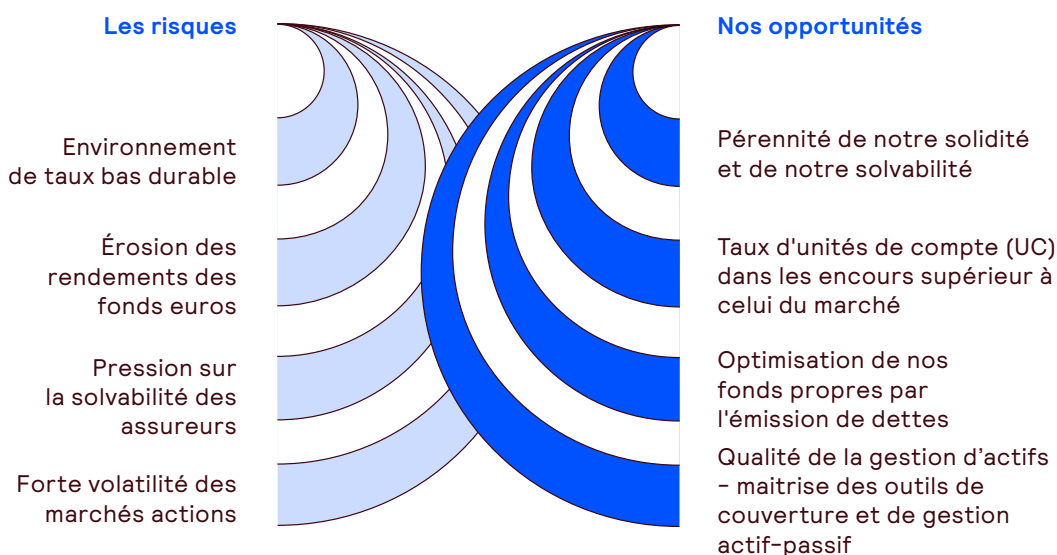 Les risques
Environnement
de taux bas durable
Érosion des
rendements des
fonds euros
Pression sur
la solvabilité des
assureurs
Forte volatilité des
marchés actions
Nos opportunités
Pérennité de notre solidité
et de notre solvabilité
Taux d'unités de compte (UC)
dans les encours supérieur à
celui du marché
Optimisation de nos
fonds propres par
l'émission de dettes
Qualité de la gestion d’actifs
- maitrise des outils de
couverture et de gestion
actif-passif